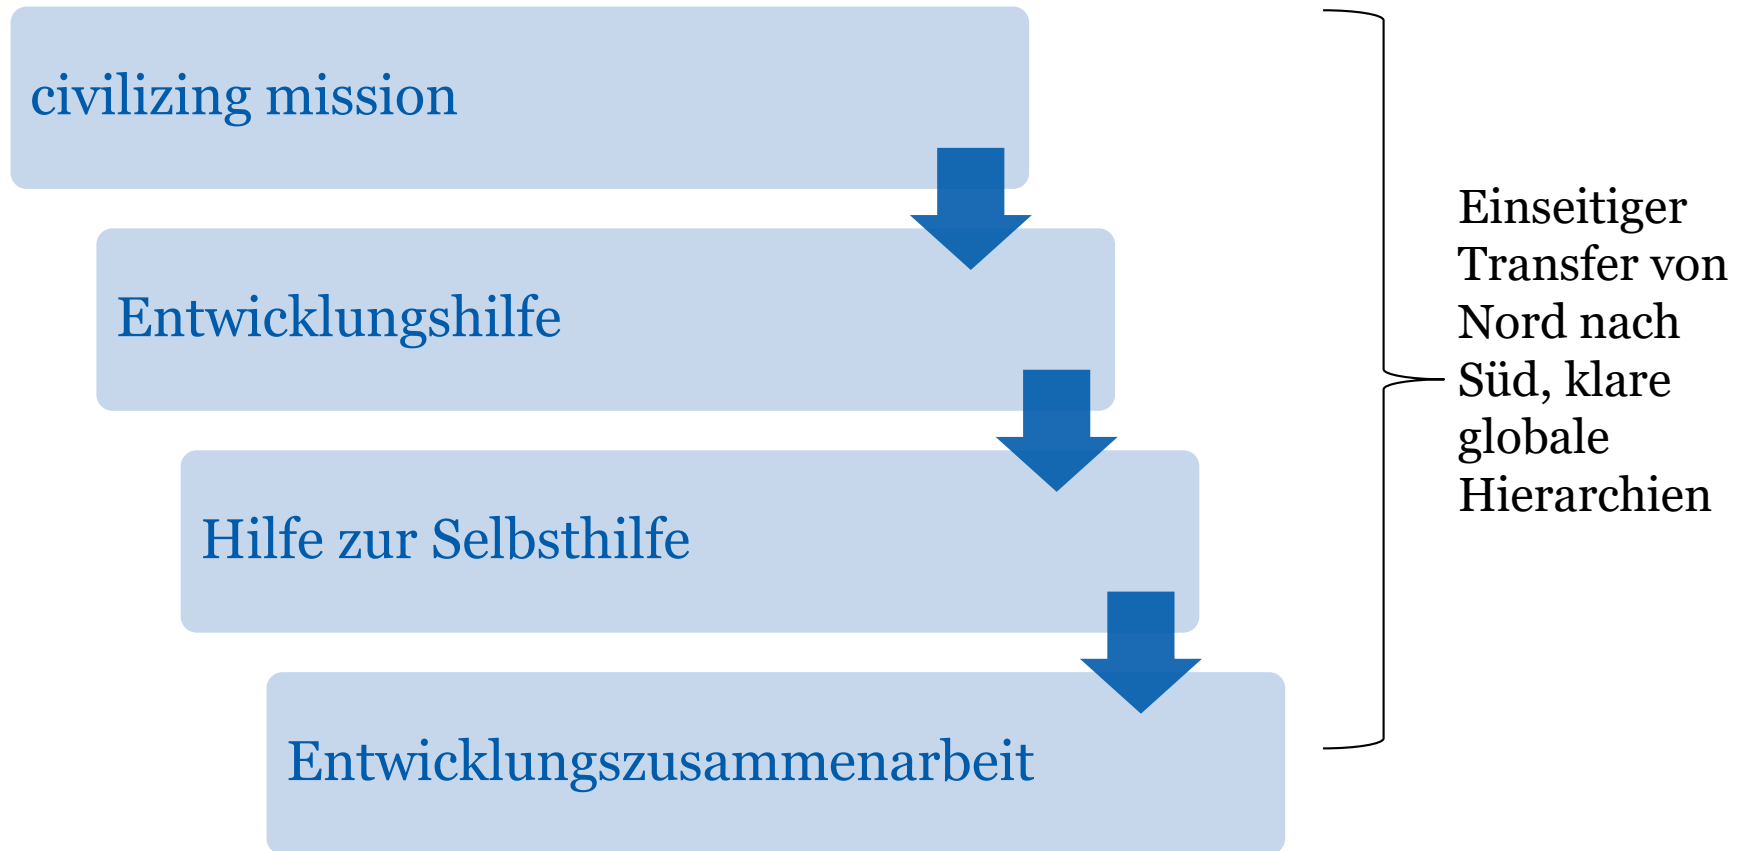 civilizing mission
Entwicklungshilfe
Hilfe zur Selbsthilfe
Entwicklungszusammenarbeit
Einseitiger
Transfer von
Nord nach
Süd, klare
globale
Hierarchien